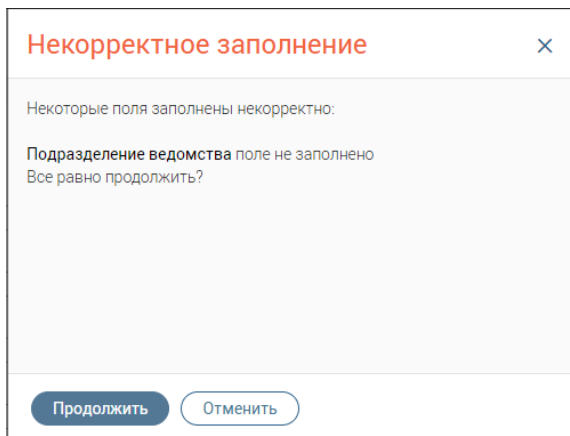 Некорректное заполнение
Некоторые поля заполнены некорректно:
Подразделение ведомства поле не заполнено
Все равно продолжить?
Продолжить
Отменить